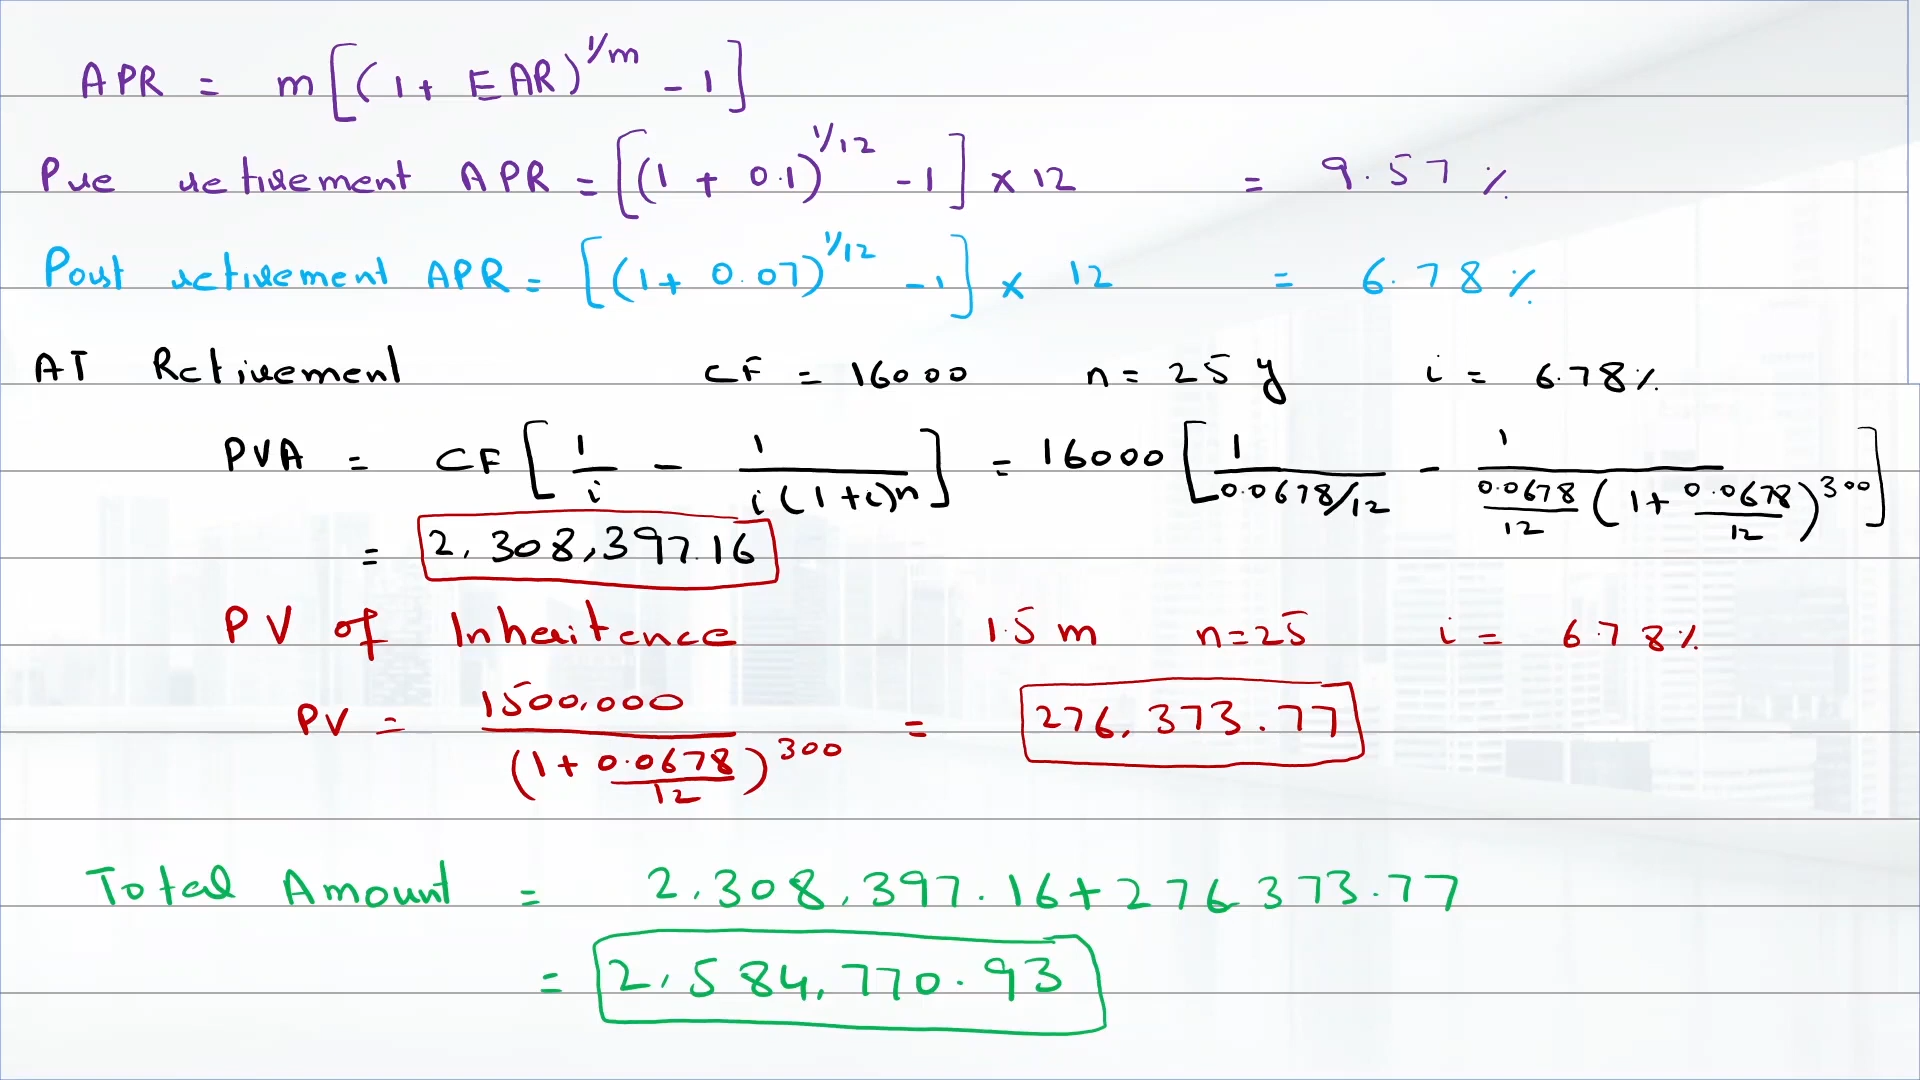 APR = m[(1 + EAR)^1/m - 1]
Pre retirement APR = [(1 + 0.1)^1/12 - 1] x 12 = 9.57 %
Post retirement APR = [(1 + 0.07)^1/12 - 1] x 12 = 6.78 %
AT Retirement CF = 16000 n = 25 y i = 6.78 %
PVA = CF [1/i - 1/i(1+i)n] = 16000 [1/0.0678/12 - 1/0.0678/12 (1 + 0.0678/12)^300]
= 2,308,397.16
PV of Inheritence 1.5 m n=25 i = 6.78 %
PV = 1500,000/(1 + 0.0678/12)^300 = 276,373.77
Total Amount = 2,308,397.16 + 276373.77
= 2,584,770.93